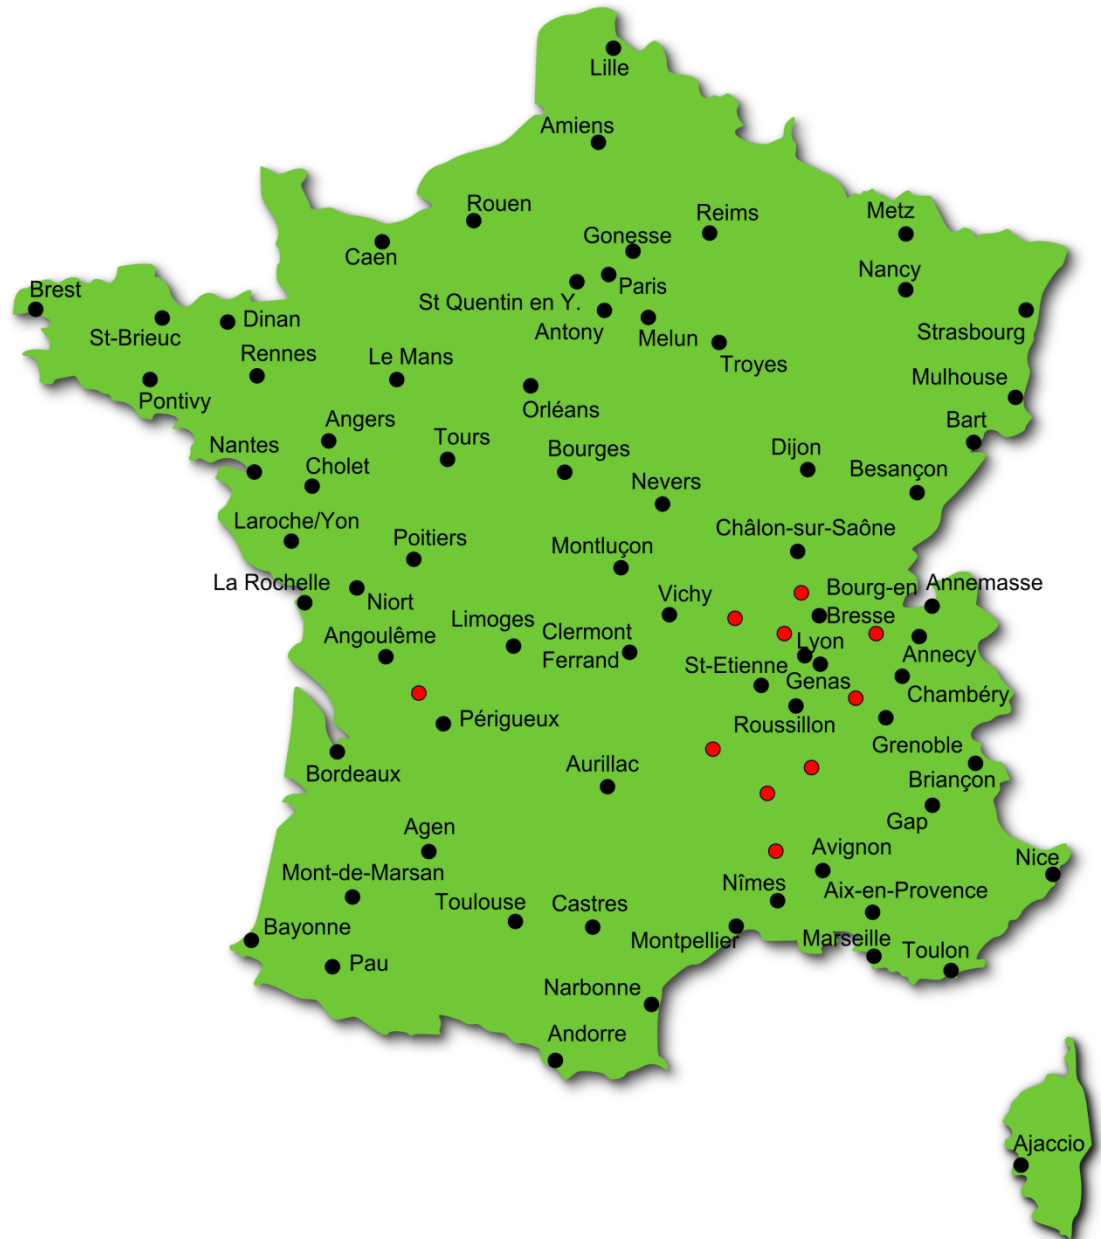 Lille
Amiens
Rouen
Reims
Metz
Gonesse
Caen
Nancy
Paris
Brest
St Quentin en Y.
Dinan
Antony
Melun
Strasbourg
St-Brieuc
Rennes
Le Mans
Troyes
Mulhouse
Pontivy
Orléans
Angers
Bart
Nantes
Tours
Bourges
Dijon
Cholet
Besançon
Nevers
Laroche/Yon
Châlon-sur-Saône
Poitiers
Montluçon
La Rochelle
Niort
Vichy
Bourg-en
Bresse
Annemasse
Limoges
Angoulême
Clermont
Ferrand
Lyon
Annecy
St-Etienne
Genas
Chambéry
Périgueux
Roussillon
Grenoble
Bordeaux
Aurillac
Briançon
Gap
Agen
Avignon
Nice
Mont-de-Marsan
Nîmes
Aix-en-Provence
Toulouse
Castres
Bayonne
Montpellier
Marseille
Toulon
Pau
Narbonne
Andorre
Ajaccio